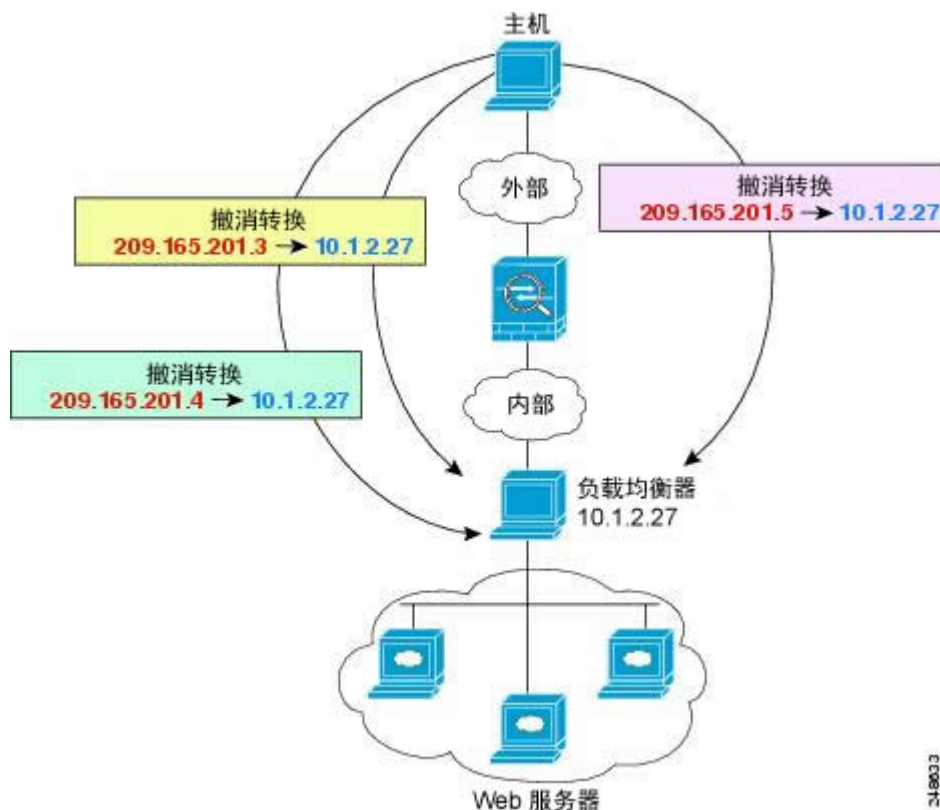 主机
外部
撤消转换
209.165.201.5 → 10.1.2.27
撤消转换
209.165.201.3 → 10.1.2.27
撤消转换
209.165.201.4 → 10.1.2.27
内部
负载均衡器
10.1.2.27
Web 服务器
248633